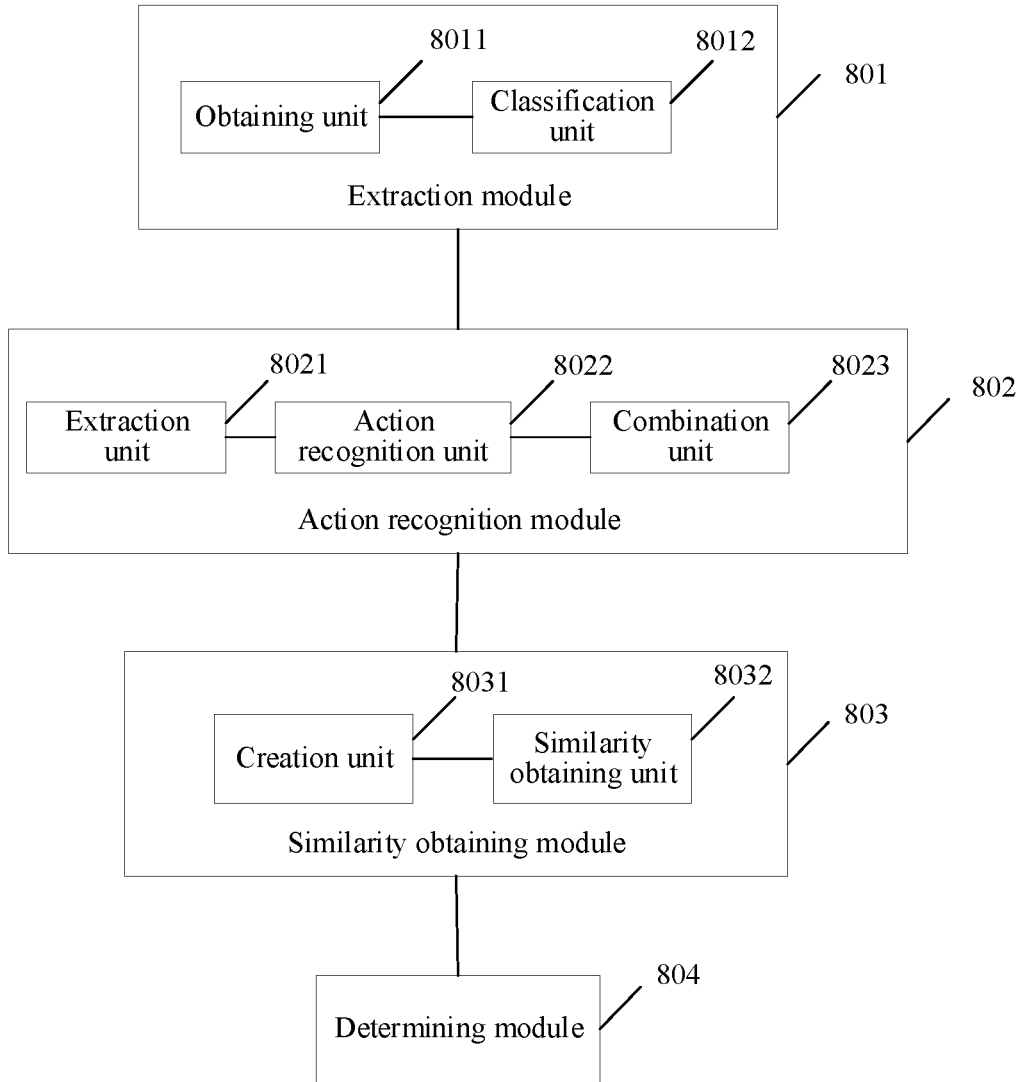 8011
8012
801
Obtaining unit
Classification
unit
Extraction module
8021
8022
8023
802
Extraction
unit
Action
recognition unit
Combination
unit
Action recognition module
8031
8032
803
Creation unit
Similarity
obtaining unit
Similarity obtaining module
804
Determining module